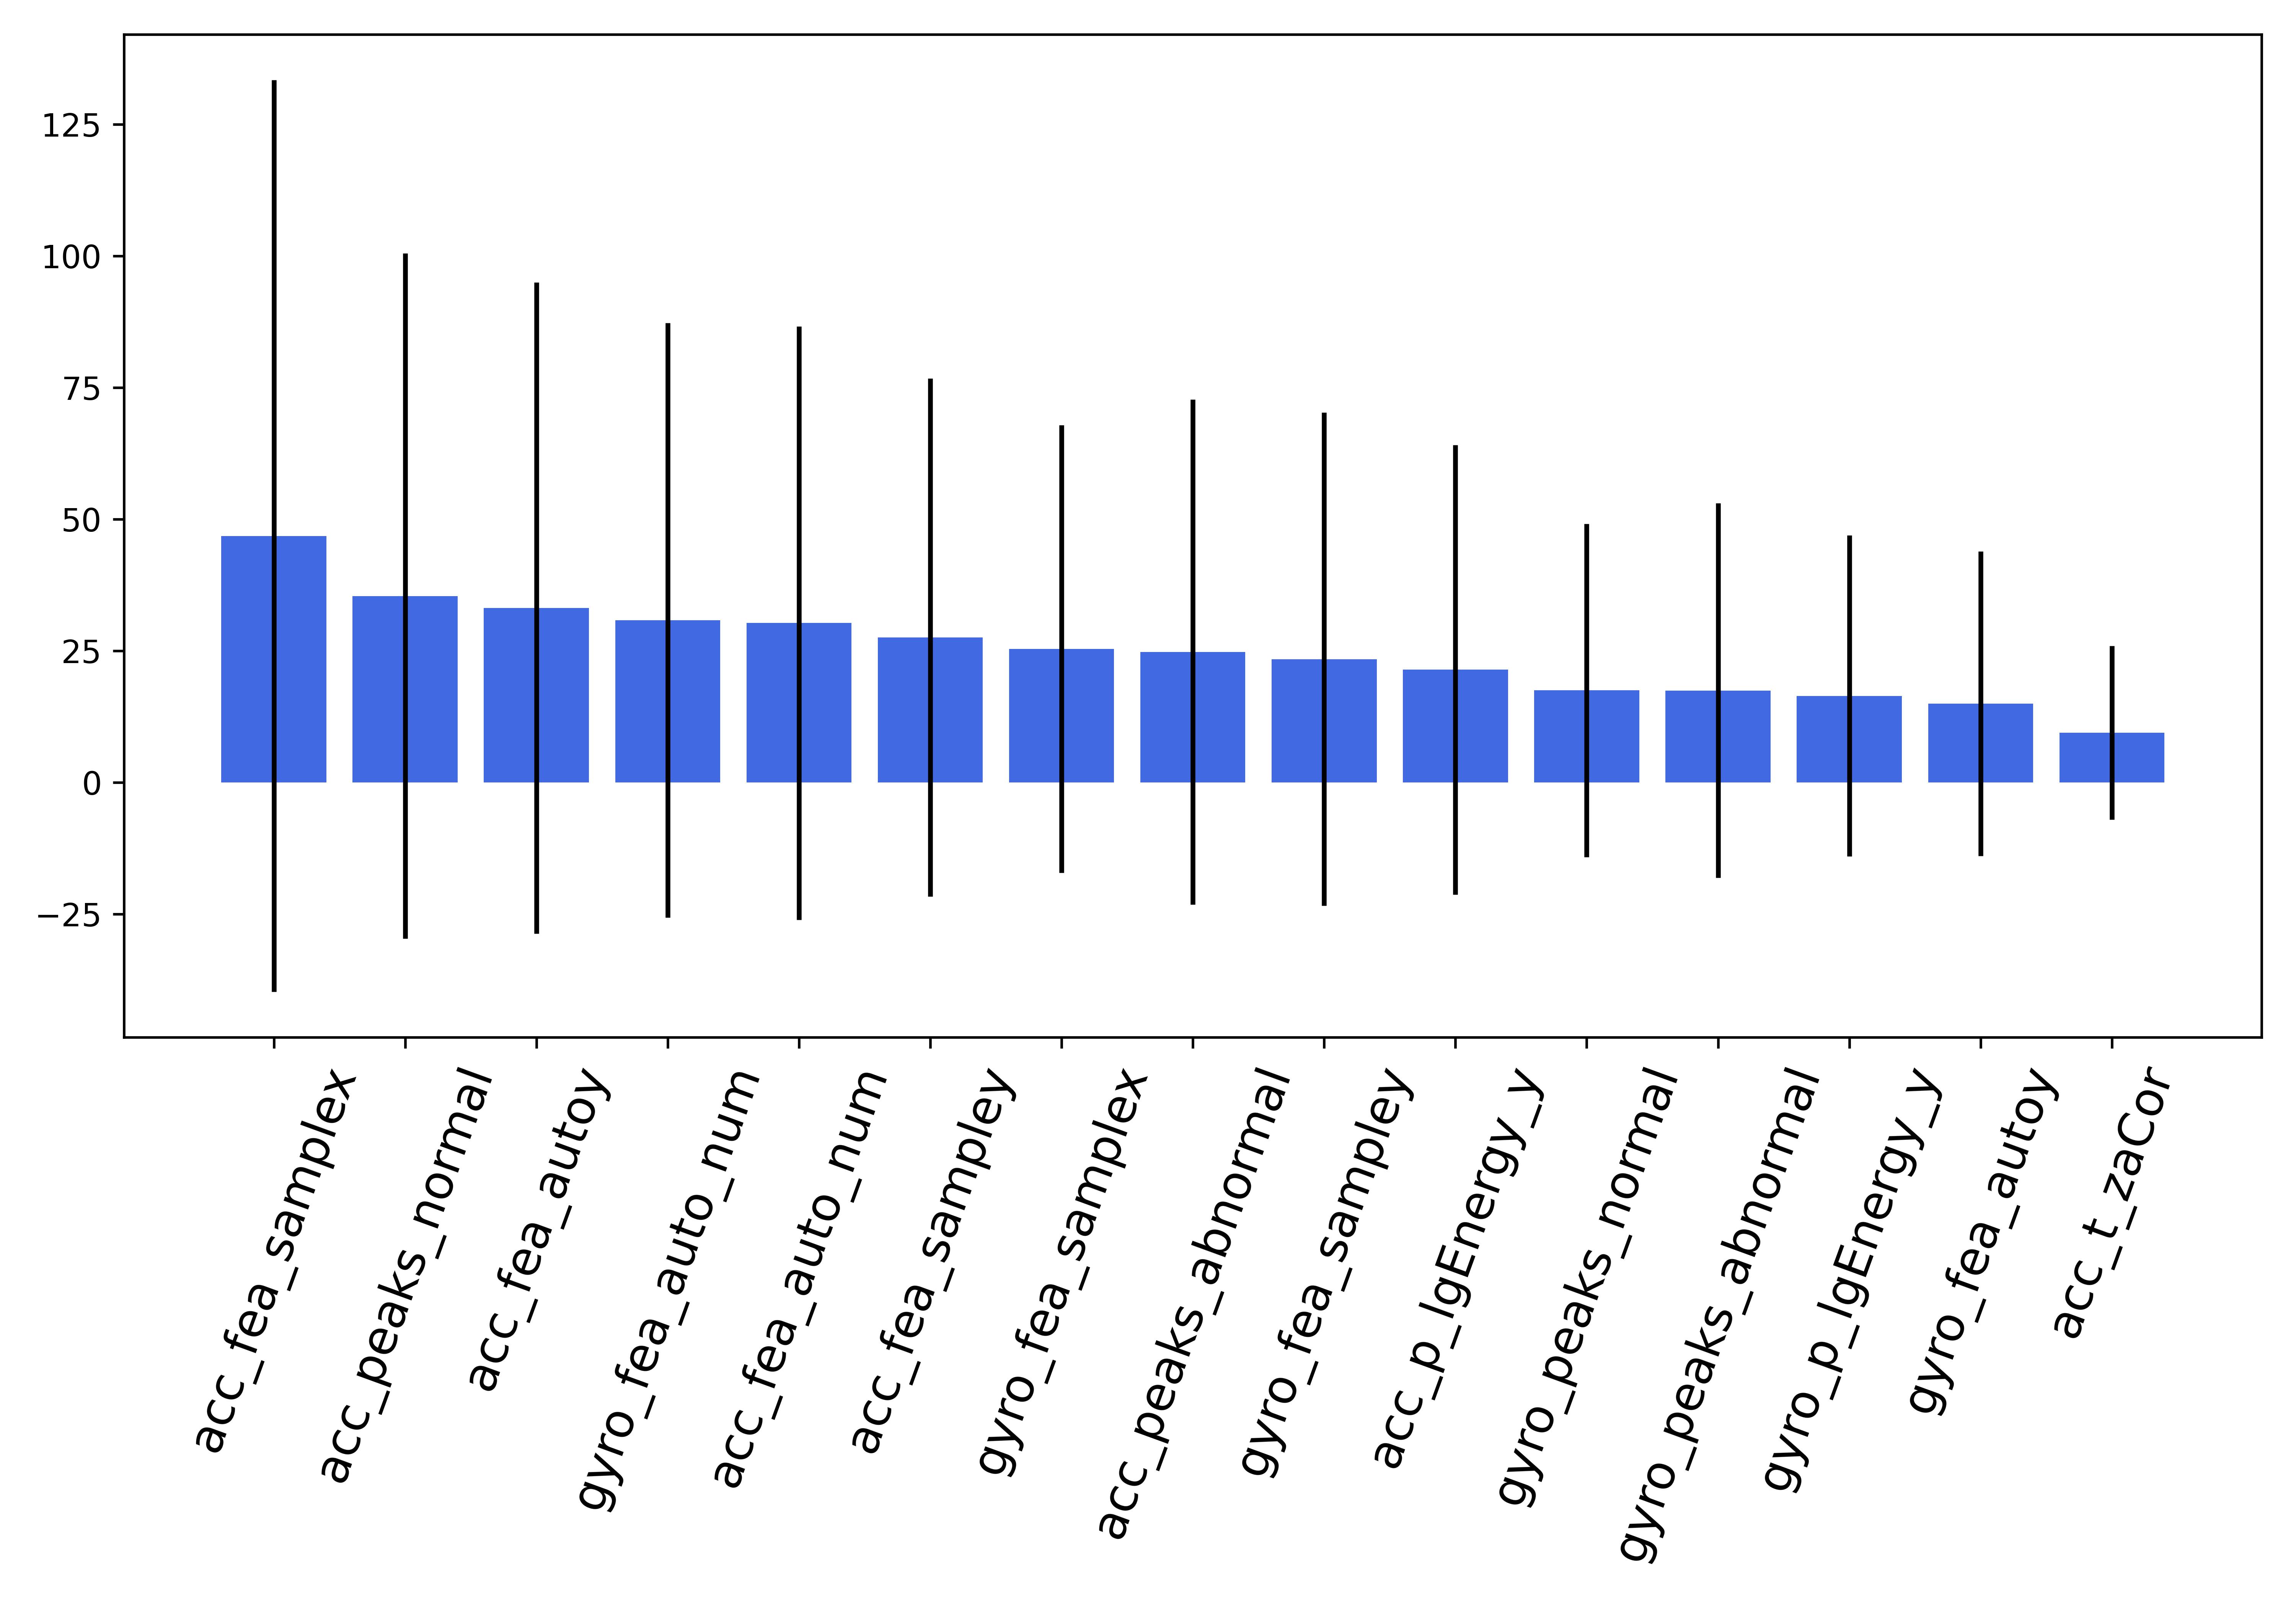 125
100
75
50
25
0
−25
acc_fea_samplex
acc_peaks_normal
acc_fea_autoy
gyro_fea_auto_num
acc_fea_auto_num
acc_fea_sampley
gyro_fea_samplex
acc_peaks_abnormal
gyro_fea_sampley
acc_p_lgEnergy_y
gyro_peaks_normal
gyro_peaks_abnormal
gyro_p_lgEnergy_y
gyro_fea_autoy
acc_t_zaCor